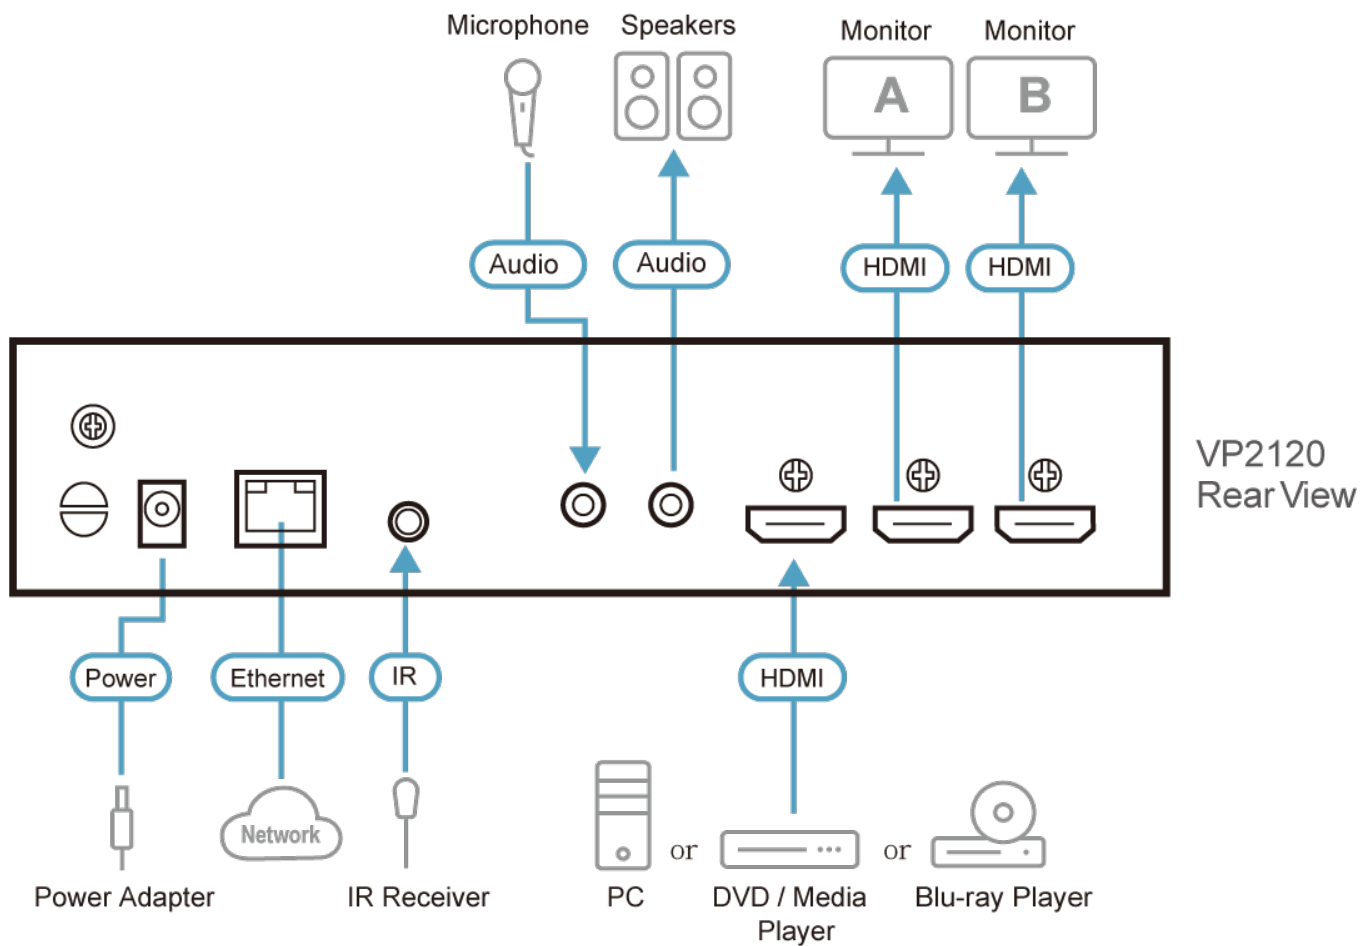 Microphone
Speakers
Monitor
Monitor
A
B
Audio
Audio
HDMI
HDMI
VP2120
Rear View
Power
Ethernet
IR
HDMI
Network
or
or
Power Adapter
IR Receiver
PC
DVD / Media
Player
Blu-ray Player